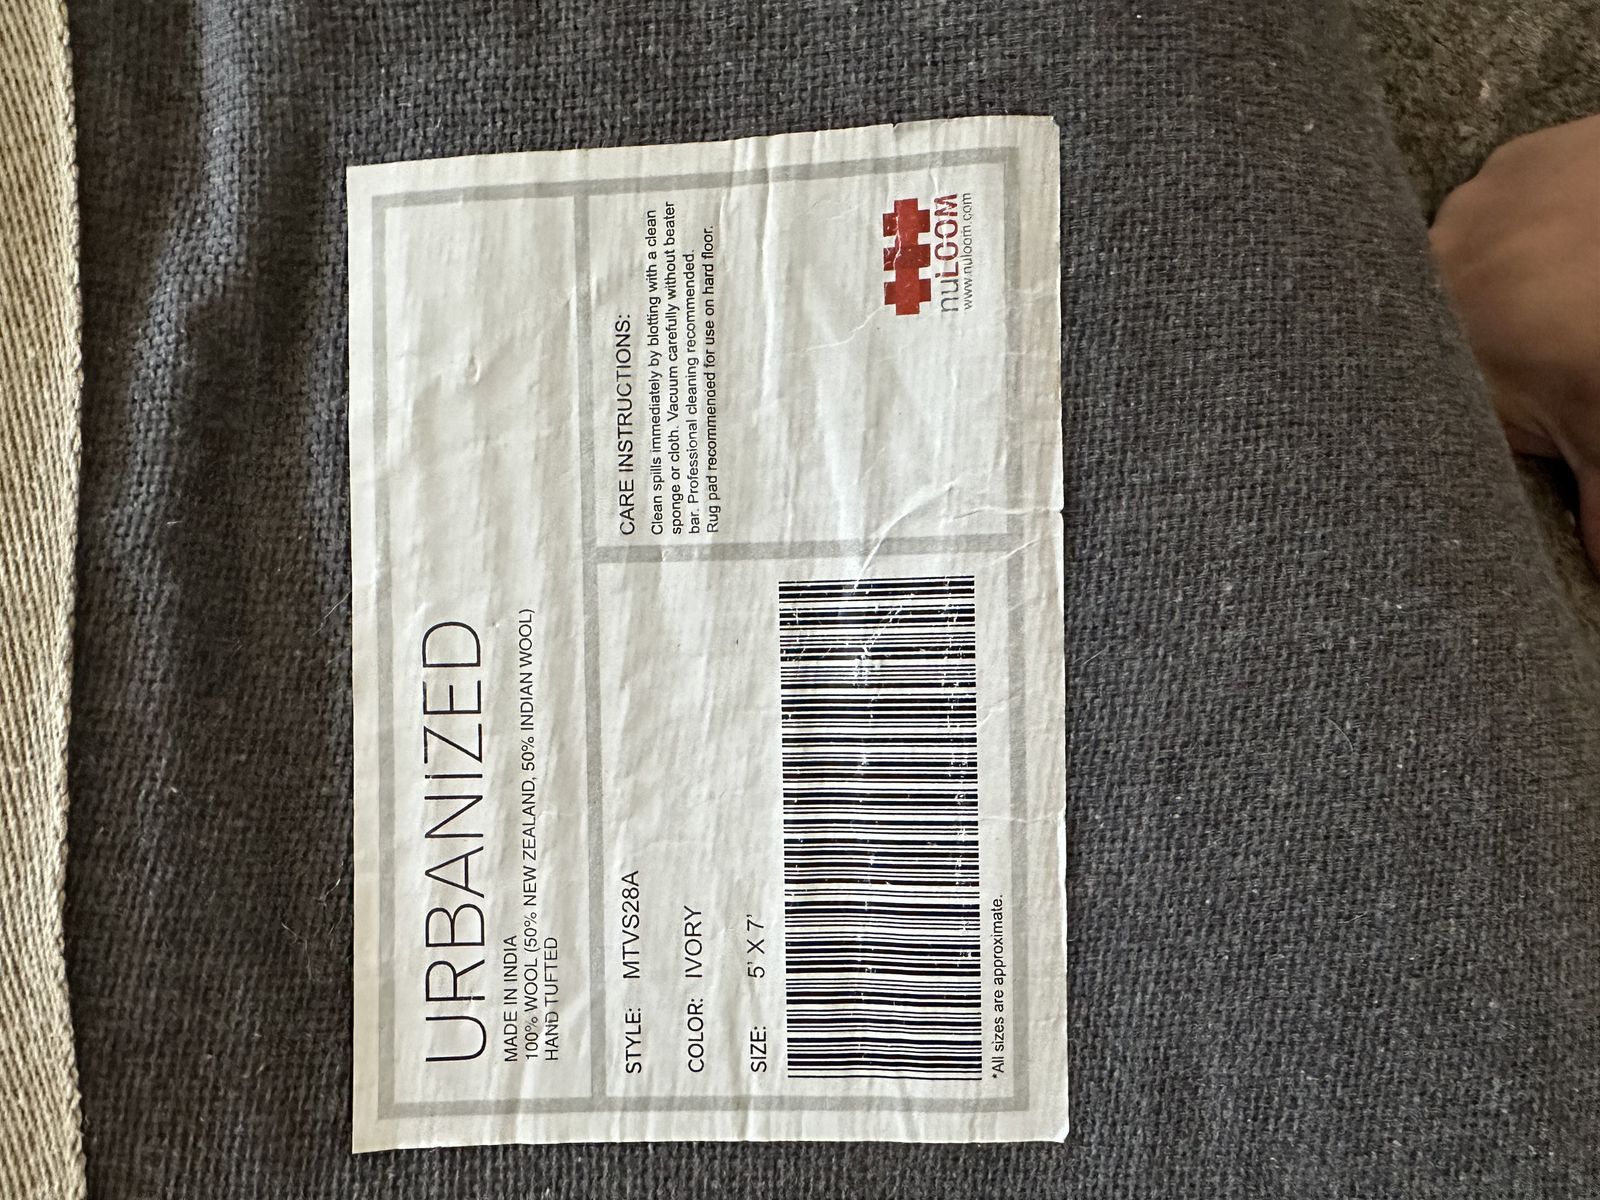 URBANIZED
MADE IN INDIA
100% WOOL (50% NEW ZEALAND, 50% INDIAN WOOL)
HAND TUFTED
STYLE: MTVS28A
COLOR: IVORY
SIZE: 5' X 7'
*All sizes are approximate.
CARE INSTRUCTIONS:
Clean spills immediately by blotting with a clean
sponge or cloth. Vacuum carefully without beater
bar. Professional cleaning recommended.
Rug pad recommended for use on hard floor.
nuLOOM
www.nuloom.com